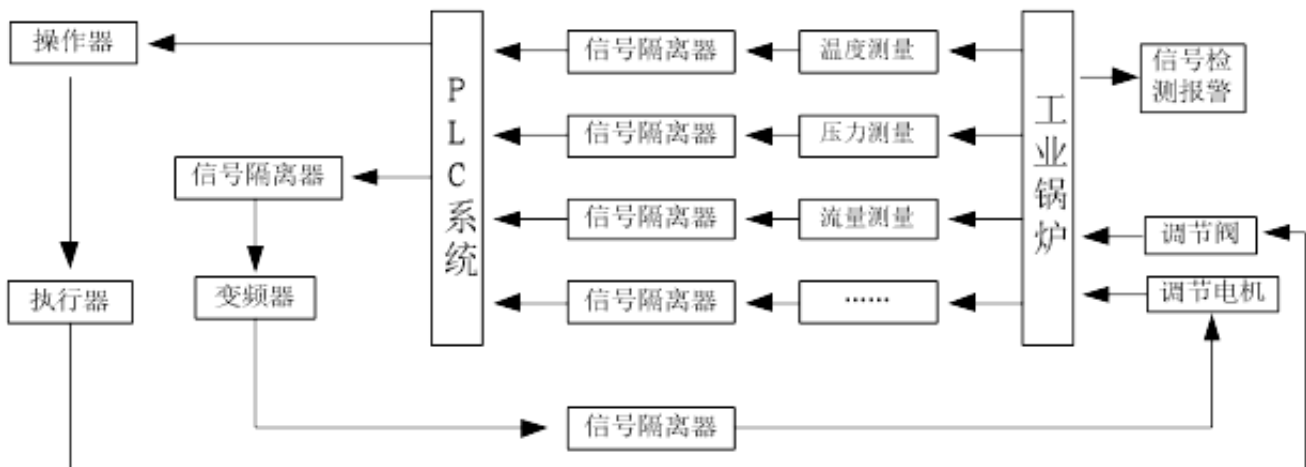 操作器
信号隔离器
温度测量
信号检
测报警
PLC系统
工业锅炉
信号隔离器
压力测量
信号隔离器
信号隔离器
流量测量
调节阀
执行器
变频器
信号隔离器
······
调节电机
信号隔离器